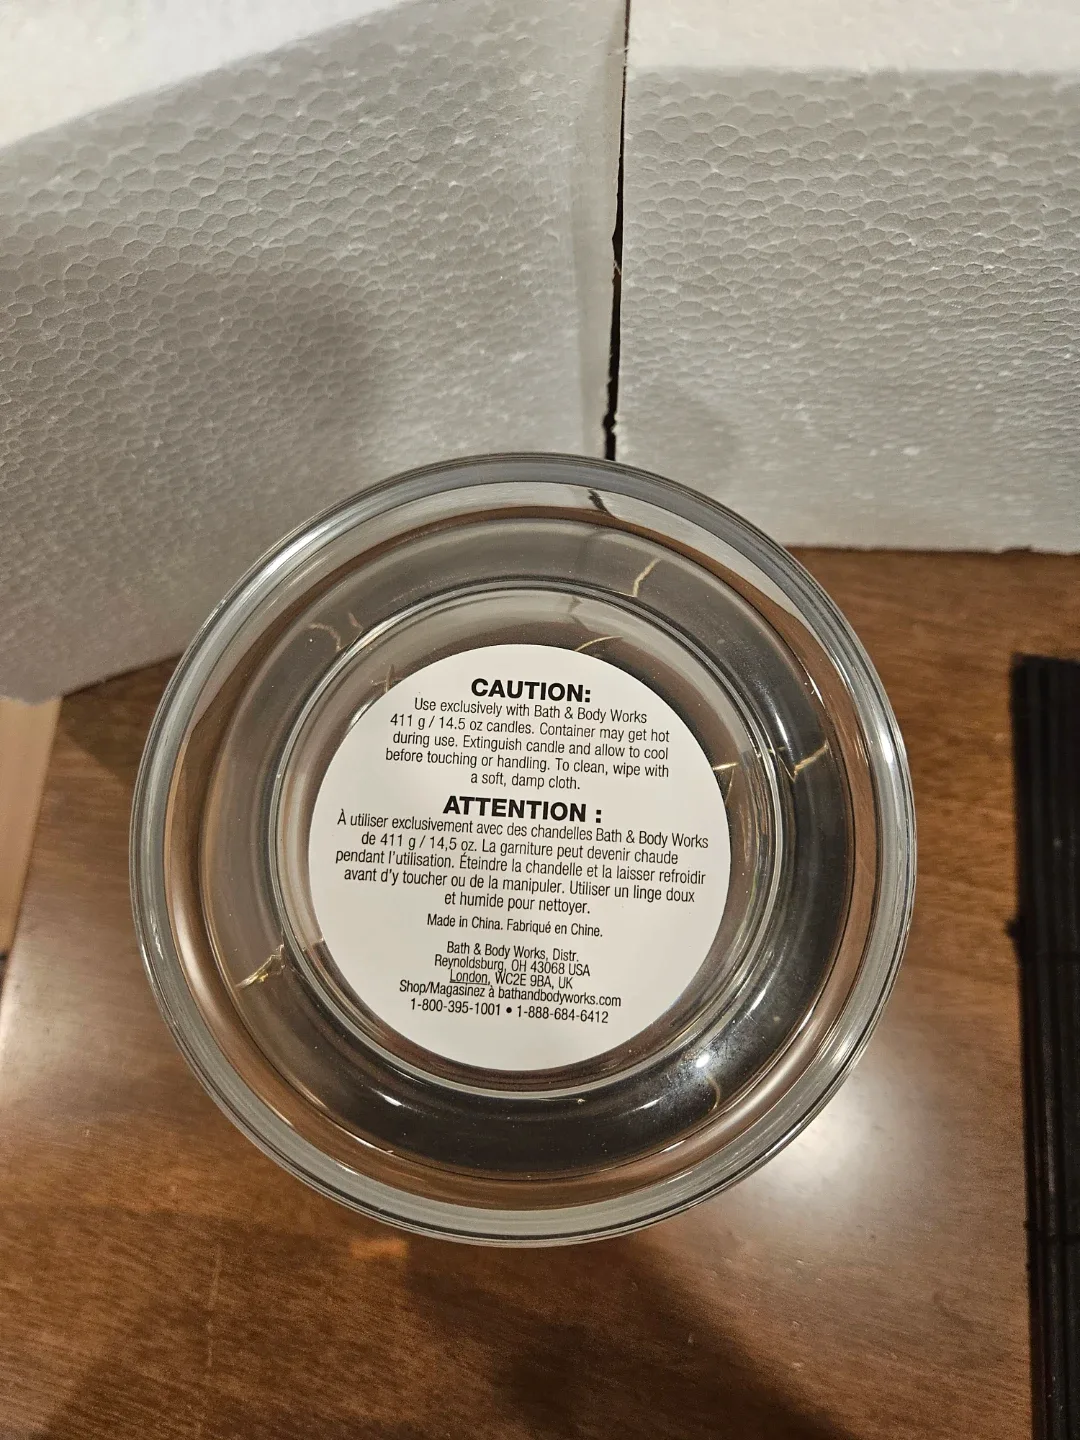 CAUTION:
Use exclusively with Bath & Body Works
411 g / 14.5 oz candles. Container may get hot
during use. Extinguish candle and allow to cool
before touching or handling. To clean, wipe with
a soft, damp cloth.
ATTENTION :
À utiliser exclusivement avec des chandelles Bath & Body Works
de 411 g / 14,5 oz. La garniture peut devenir chaude
pendant l'utilisation. Éteindre la chandelle et la laisser refroidir
avant d'y toucher ou de la manipuler. Utiliser un linge doux
et humide pour nettoyer.
Made in China. Fabriqué en Chine.
Bath & Body Works, Distr.
Reynoldsburg, OH 43068 USA
London, WC2E 9BA, UK
Shop/Magasinez à bathandbodyworks.com
1-800-395-1001 • 1-888-684-6412